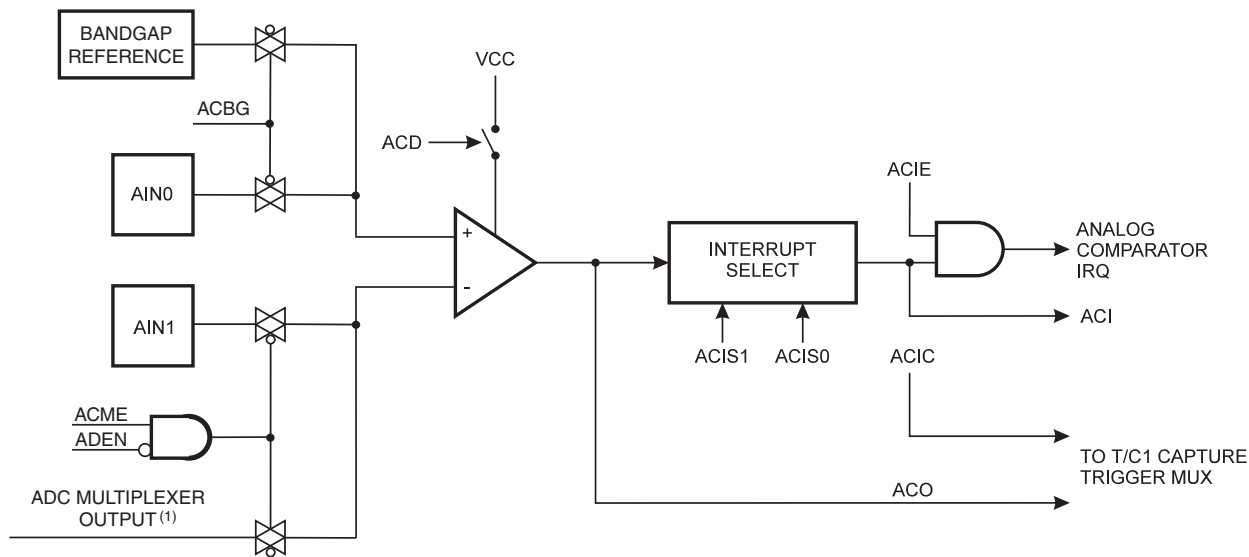 BANDGAP
REFERENCE
VCC
ACBG
ACD
AIN0
ACIE
+
-
INTERRUPT
SELECT
ANALOG
COMPARATOR
IRQ
AIN1
ACI
ACIS1
ACIS0
ACIC
ACME
ADEN
TO T/C1 CAPTURE
TRIGGER MUX
ACO
ADC MULTIPLEXER
OUTPUT (1)